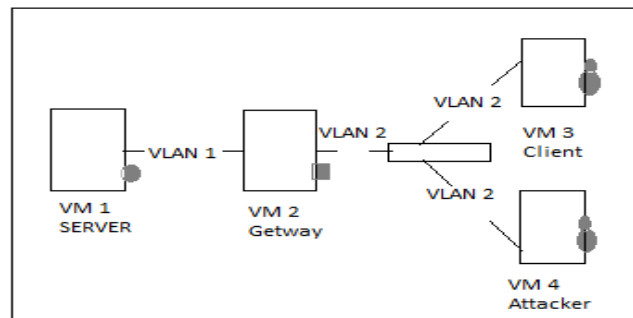 VM 1
SERVER
VLAN 1
VM 2
Getway
VLAN 2
VLAN 2
VM 3
Client
VLAN 2
VM 4
Attacker